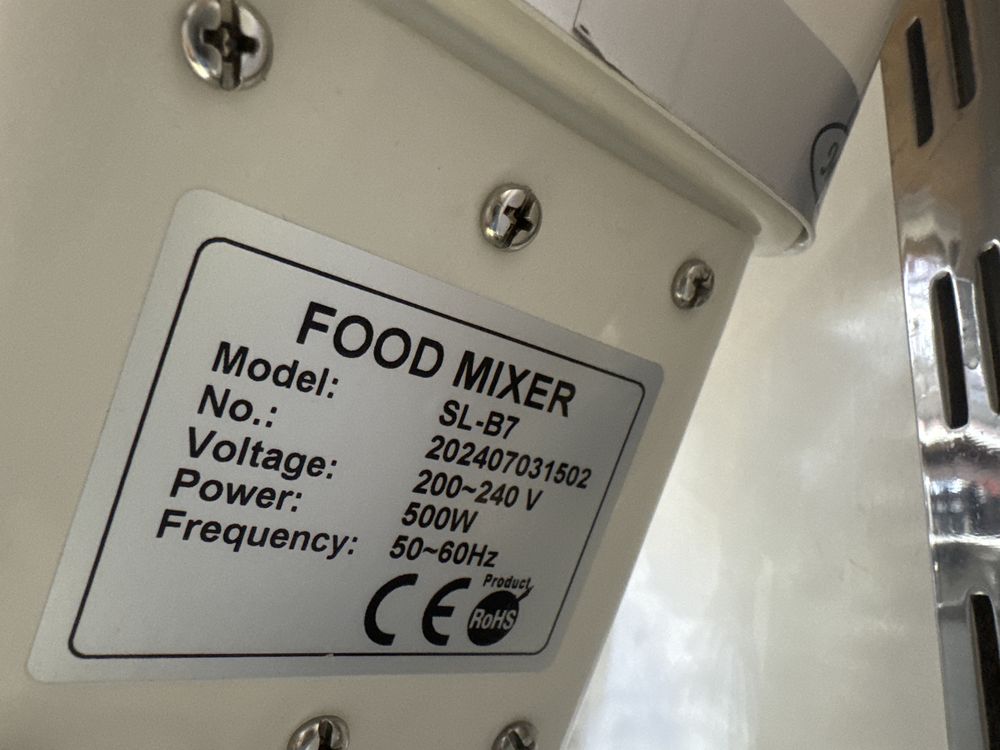 FOOD MIXER
Model: SL-B7
No.: 202407031502
Voltage: 200~240 V
Power: 500W
Frequency: 50~60Hz
CE
Product
RoHS